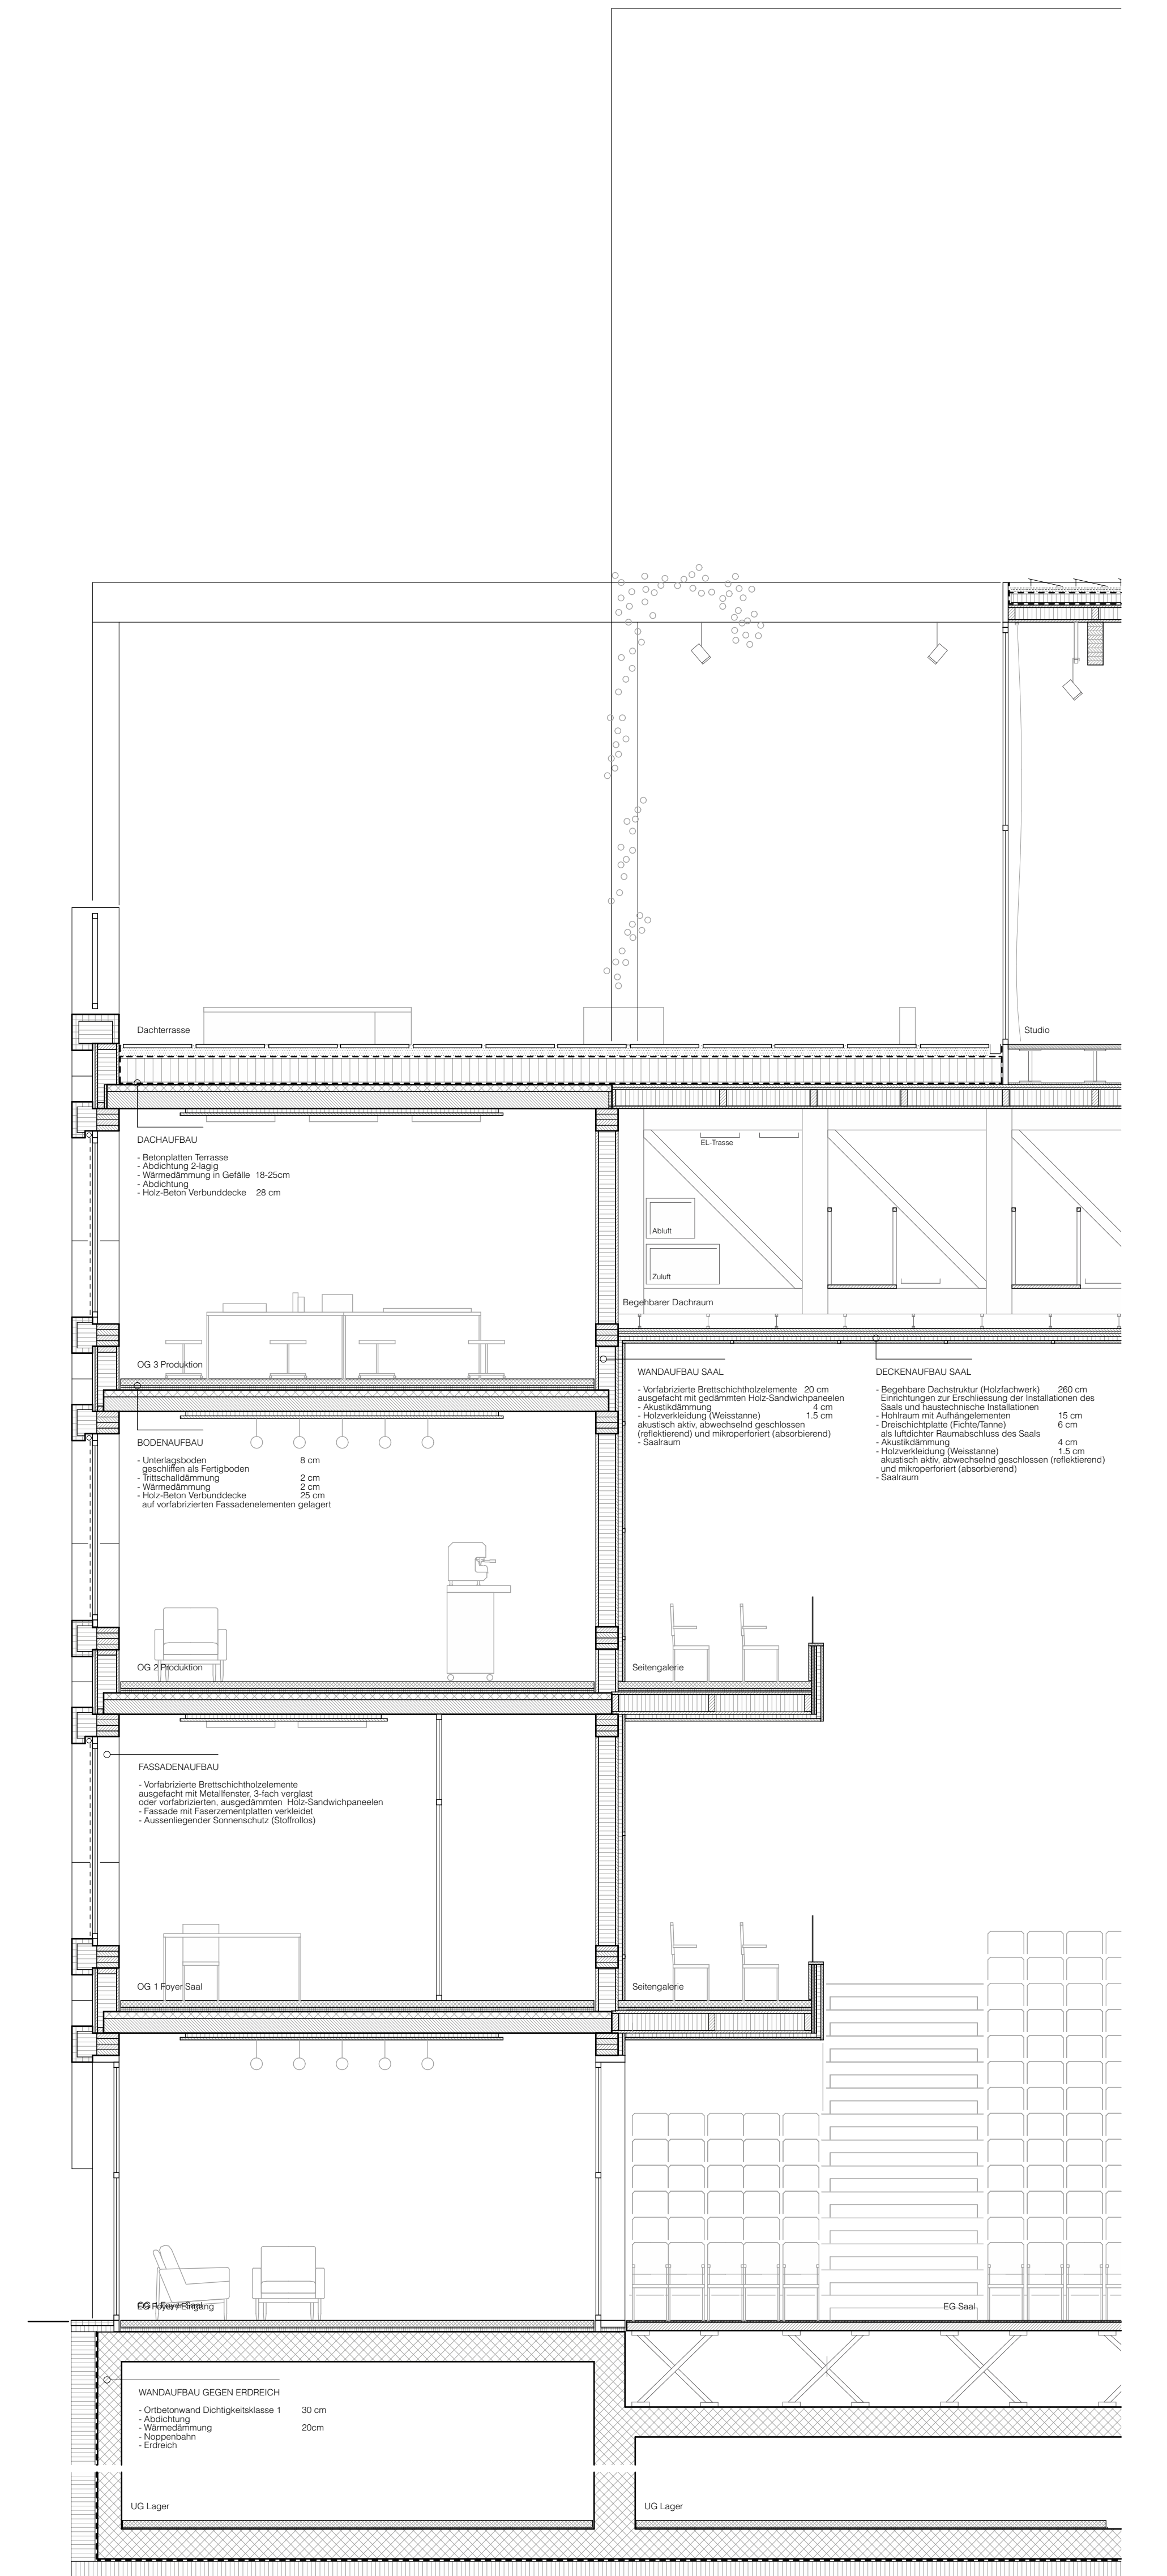 Dachterrasse
Studio
DACHAUFBAU
- Betonplatten Terrasse
- Abdichtung 2-lagig
- Wärmedämmung in Gefälle 18-25cm
- Abdichtung
- Holz-Beton Verbunddecke 28 cm
EL-Trasse
Abluft
Zuluft
Begehbarer Dachraum
OG 3 Produktion
WANDAUFBAU SAAL
- Vorfabrizierte Brettschichtholzelemente 20 cm
ausgefacht mit gedämmten Holz-Sandwichpaneelen
- Akustikdämmung 4 cm
- Holzverkleidung (Weisstanne) 1.5 cm
akustisch aktiv, abwechselnd geschlossen
(reflektierend) und mikroperforiert (absorbierend)
- Saalraum
DECKENAUFBAU SAAL
- Begehbare Dachstruktur (Holzfachwerk) 260 cm
Einrichtungen zur Erschliessung der Installationen des
Saals und haustechnische Installationen
- Hohlraum mit Aufhängelementen 15 cm
- Dreischichtplatte (Fichte/Tanne) 6 cm
als luftdichter Raumabschluss des Saals
- Akustikdämmung 4 cm
- Holzverkleidung (Weisstanne) 1.5 cm
akustisch aktiv, abwechselnd geschlossen (reflektierend)
und mikroperforiert (absorbierend)
- Saalraum
BODENAUFBAU
- Unterlagsboden 8 cm
geschliffen als Fertigboden
- Trittschalldämmung 2 cm
- Wärmedämmung 2 cm
- Holz-Beton Verbunddecke 25 cm
auf vorfabrizierten Fassadenelementen gelagert
OG 2 Produktion
Seitengalerie
FASSADENAUFBAU
- Vorfabrizierte Brettschichtholzelemente
ausgefacht mit Metallfenster, 3-fach verglast
oder vorfabrizierten, ausgedämmten Holz-Sandwichpaneelen
- Fassade mit Faserzementplatten verkleidet
- Aussenliegender Sonnenschutz (Stoffrollos)
OG 1 Foyer Saal
Seitengalerie
EG Saal
WANDAUFBAU GEGEN ERDREICH
- Ortbetonwand Dichtigkeitsklasse 1 30 cm
- Abdichtung
- Wärmedämmung 20cm
- Noppenbahn
- Erdreich
UG Lager
UG Lager